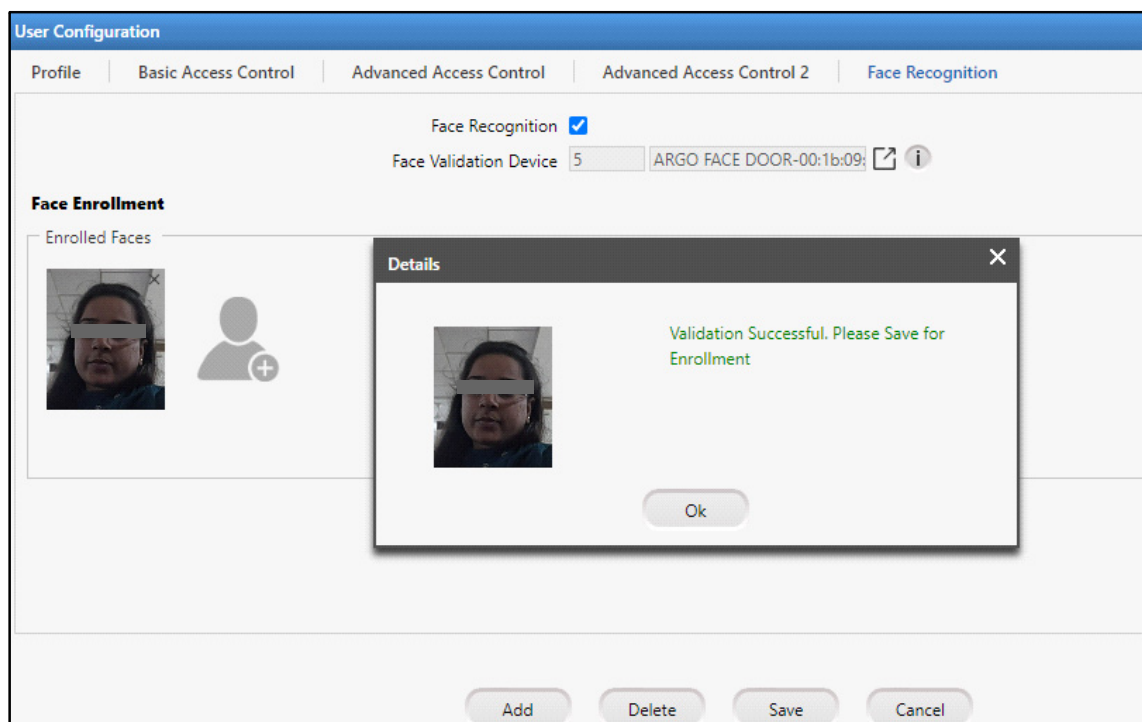 User Configuration
Profile Basic Access Control Advanced Access Control Advanced Access Control 2 Face Recognition
Face Recognition
Face Validation Device 5 ARGO FACE DOOR-00:1b:09:
Face Enrollment
Enrolled Faces
Details
Validation Successful. Please Save for
Enrollment
Ok
Add Delete Save Cancel